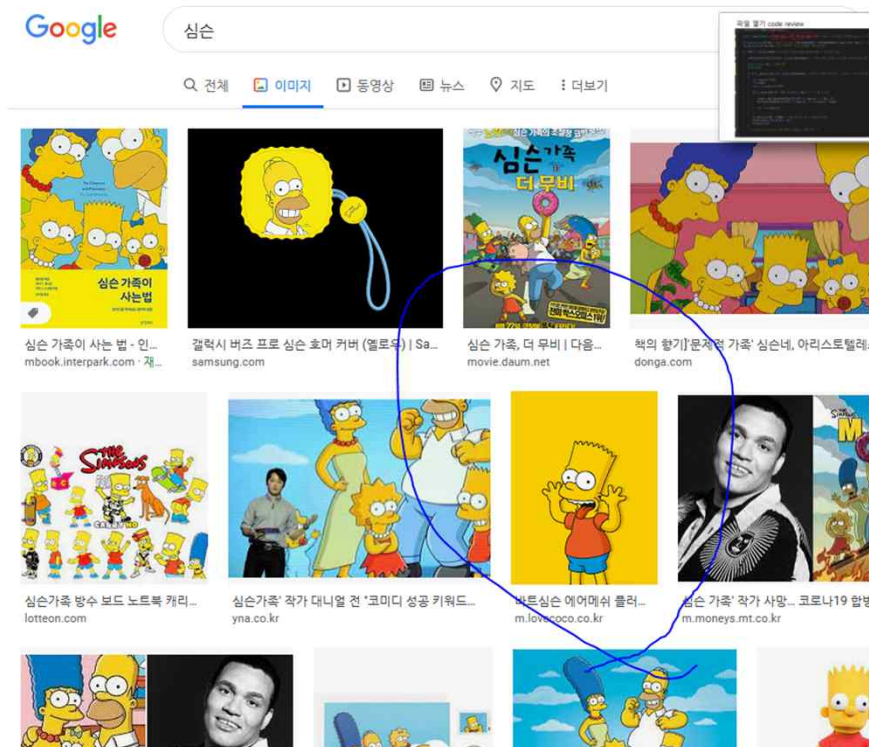 Google
심슨
파일 열기 code review
전체
이미지
동영상
뉴스
지도
더보기
심슨 가족이
사는 법
심슨가족
더 무비
THE
SIMPSONS
심슨 가족이 사는 법 - 인...
mbook.interpark.com · 재...
갤럭시 버즈 프로 심슨 호머 커버 (옐로우) | Sa...
samsung.com
심슨 가족, 더 무비 | 다음...
movie.daum.net
책의 향기]'문제적 가족' 심슨네, 아리스토텔레
donga.com
심슨가족 방수 보드 노트북 캐리...
lotteon.com
심슨가족' 작가 대니얼 전 "코미디 성공 키워드...
yna.co.kr
바트심슨 에어메쉬 플러...
m.lovecoco.co.kr
심슨 가족' 작가 사망... 코로나19 합병
m.moneys.mt.co.kr